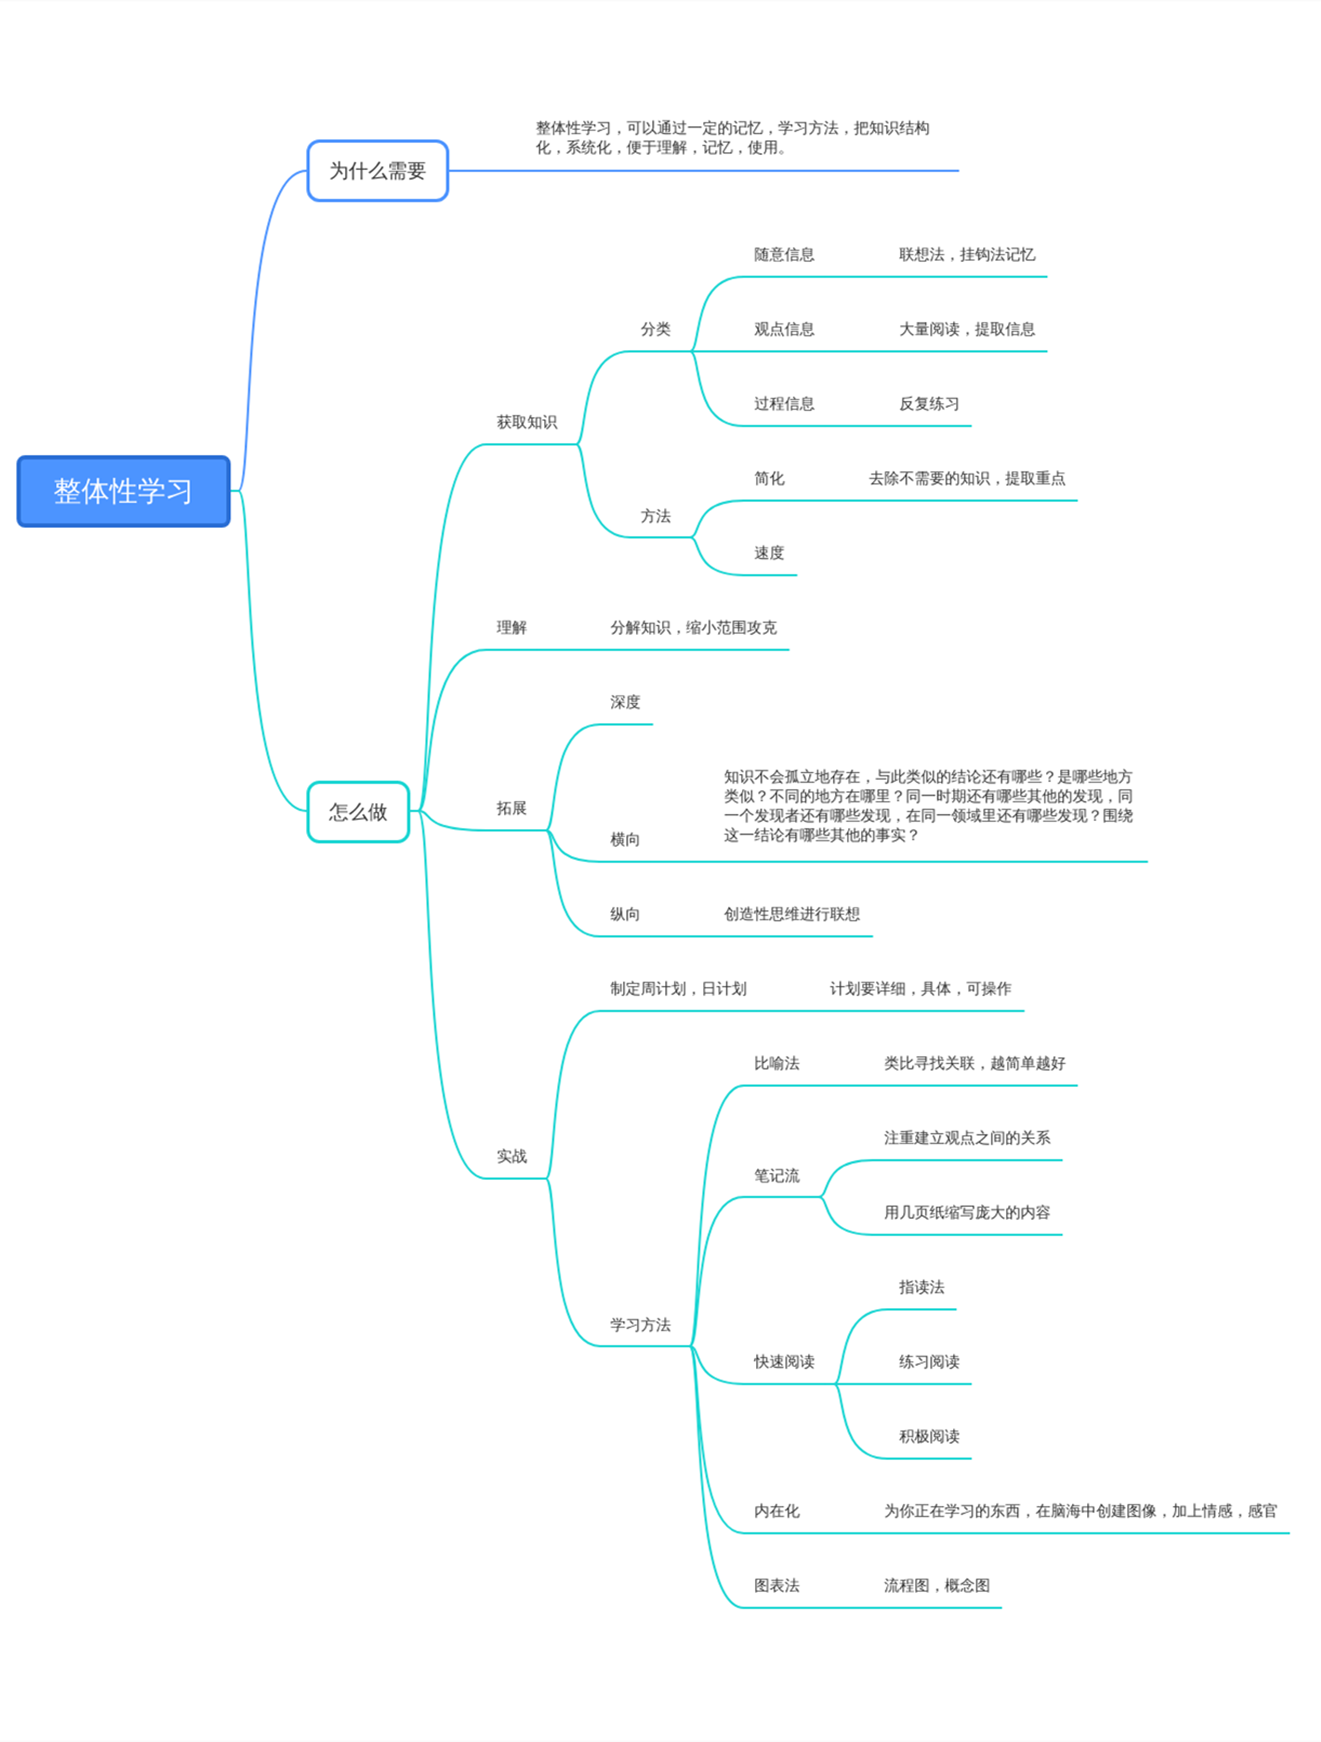 整体性学习
为什么需要
整体性学习，可以通过一定的记忆，学习方法，把知识结构
化，系统化，便于理解，记忆，使用。
怎么做
获取知识
分类
随意信息
联想法，挂钩法记忆
观点信息
大量阅读，提取信息
过程信息
反复练习
方法
简化
去除不需要的知识，提取重点
速度
理解
分解知识，缩小范围攻克
拓展
深度
横向
知识不会孤立地存在，与此类似的结论还有哪些？是哪些地方
类似？不同的地方在哪里？同一时期还有哪些其他的发现，同
一个发现者还有哪些发现，在同一领域里还有哪些发现？围绕
这一结论有哪些其他的事实？
纵向
创造性思维进行联想
实战
制定周计划，日计划
计划要详细，具体，可操作
学习方法
比喻法
类比寻找关联，越简单越好
笔记流
注重建立观点之间的关系
用几页纸缩写庞大的内容
快速阅读
指读法
练习阅读
积极阅读
内在化
为你正在学习的东西，在脑海中创建图像，加上情感，感官
图表法
流程图，概念图